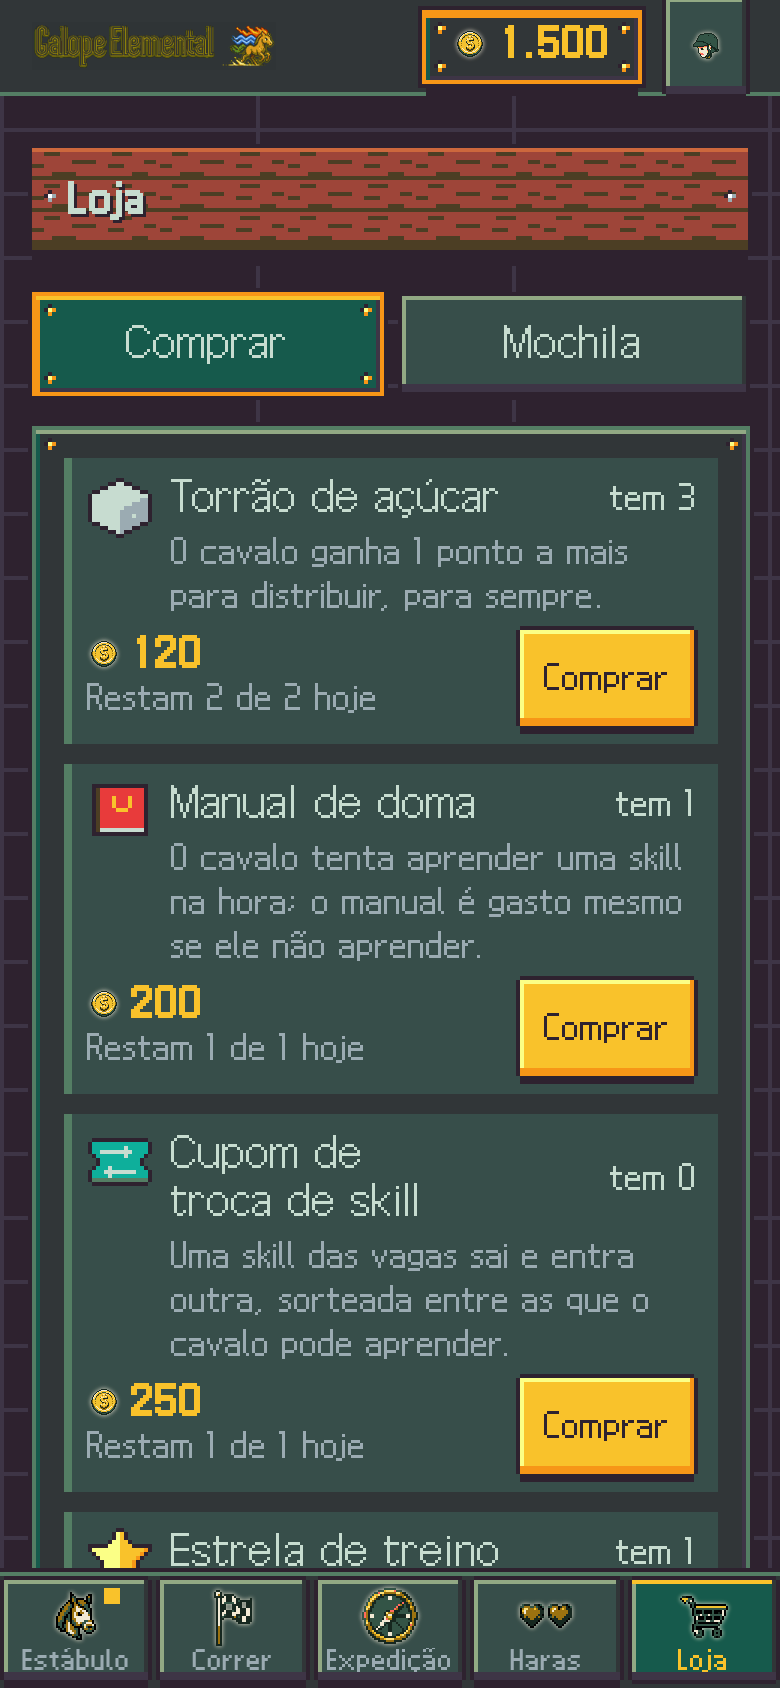 Galope Elemental
1.500
Loja
Comprar
Mochila
Torrão de açúcar
tem 3
O cavalo ganha 1 ponto a mais
para distribuir, para sempre.
120
Restam 2 de 2 hoje
Comprar
Manual de doma
tem 1
O cavalo tenta aprender uma skill
na hora; o manual é gasto mesmo
se ele não aprender.
200
Restam 1 de 1 hoje
Comprar
Cupom de
troca de skill
tem 0
Uma skill das vagas sai e entra
outra, sorteada entre as que o
cavalo pode aprender.
250
Restam 1 de 1 hoje
Comprar
Estrela de treino
tem 1
Estábulo
Correr
Expedição
Haras
Loja